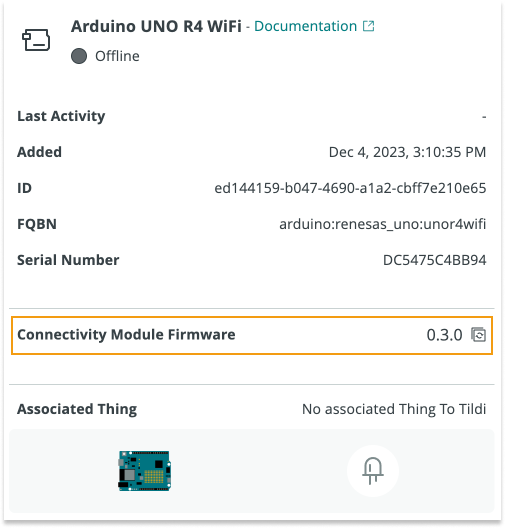 Arduino UNO R4 WiFi - Documentation
Offline
Last Activity -
Added Dec 4, 2023, 3:10:35 PM
ID ed144159-b047-4690-a1a2-cbff7e210e65
FQBN arduino:renesas_uno:unor4wifi
Serial Number DC5475C4BB94
Connectivity Module Firmware 0.3.0
Associated Thing No associated Thing To Tildi